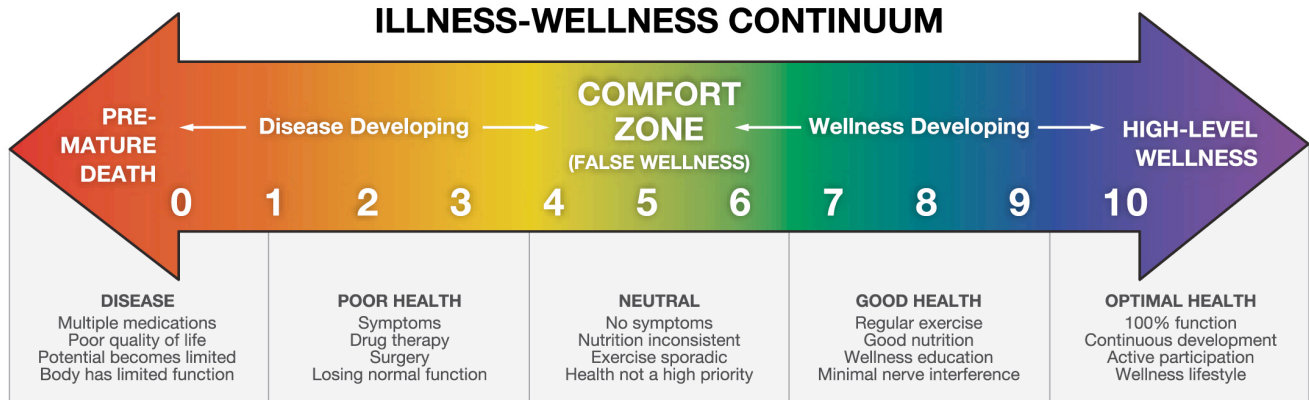 ILLNESS-WELLNESS CONTINUUM
PRE-
MATURE
DEATH
Disease Developing
COMFORT
ZONE
(FALSE WELLNESS)
Wellness Developing
HIGH-LEVEL
WELLNESS
0 1 2 3 4 5 6 7 8 9 10
DISEASE
Multiple medications
Poor quality of life
Potential becomes limited
Body has limited function
POOR HEALTH
Symptoms
Drug therapy
Surgery
Losing normal function
NEUTRAL
No symptoms
Nutrition inconsistent
Exercise sporadic
Health not a high priority
GOOD HEALTH
Regular exercise
Good nutrition
Wellness education
Minimal nerve interference
OPTIMAL HEALTH
100% function
Continuous development
Active participation
Wellness lifestyle